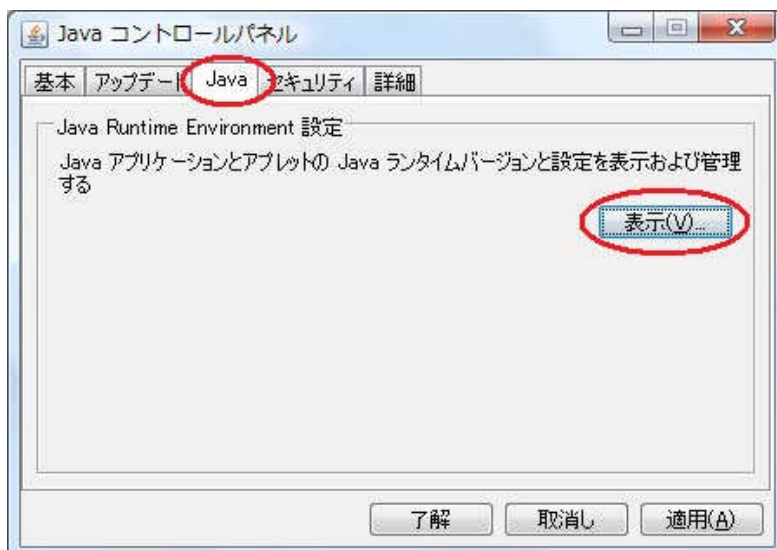 Java コントロールパネル
基本 アップデート Java セキュリティ 詳細
Java Runtime Environment 設定
Java アプリケーションとアプレットの Java ランタイムバージョンと設定を表示および管理
する
表示(V)...
了解 取消し 適用(A)